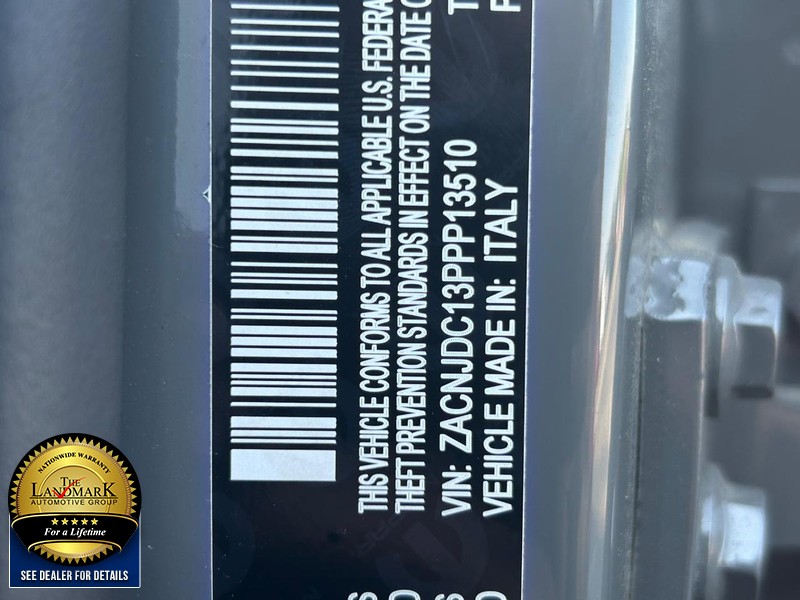 THIS VEHICLE CONFORMS TO ALL APPLICABLE U.S. FEDERA
THEFT PREVENTION STANDARDS IN EFFECT ON THE DATE O
VIN: ZACNJDC13PPP13510
VEHICLE MADE IN: ITALY
NATIONWIDE WARRANTY
THE
LANDMARK
AUTOMOTIVE GROUP
For a Lifetime
SEE DEALER FOR DETAILS